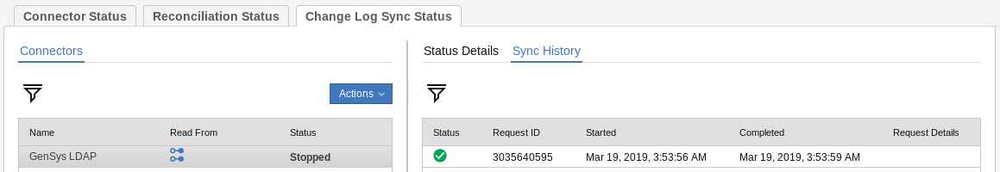 Connector Status Reconciliation Status Change Log Sync Status
Connectors
Status Details Sync History
Actions
Name Read From Status
GenSys LDAP Stopped
Status Request ID Started Completed Request Details
3035640595 Mar 19, 2019, 3:53:56 AM Mar 19, 2019, 3:53:59 AM